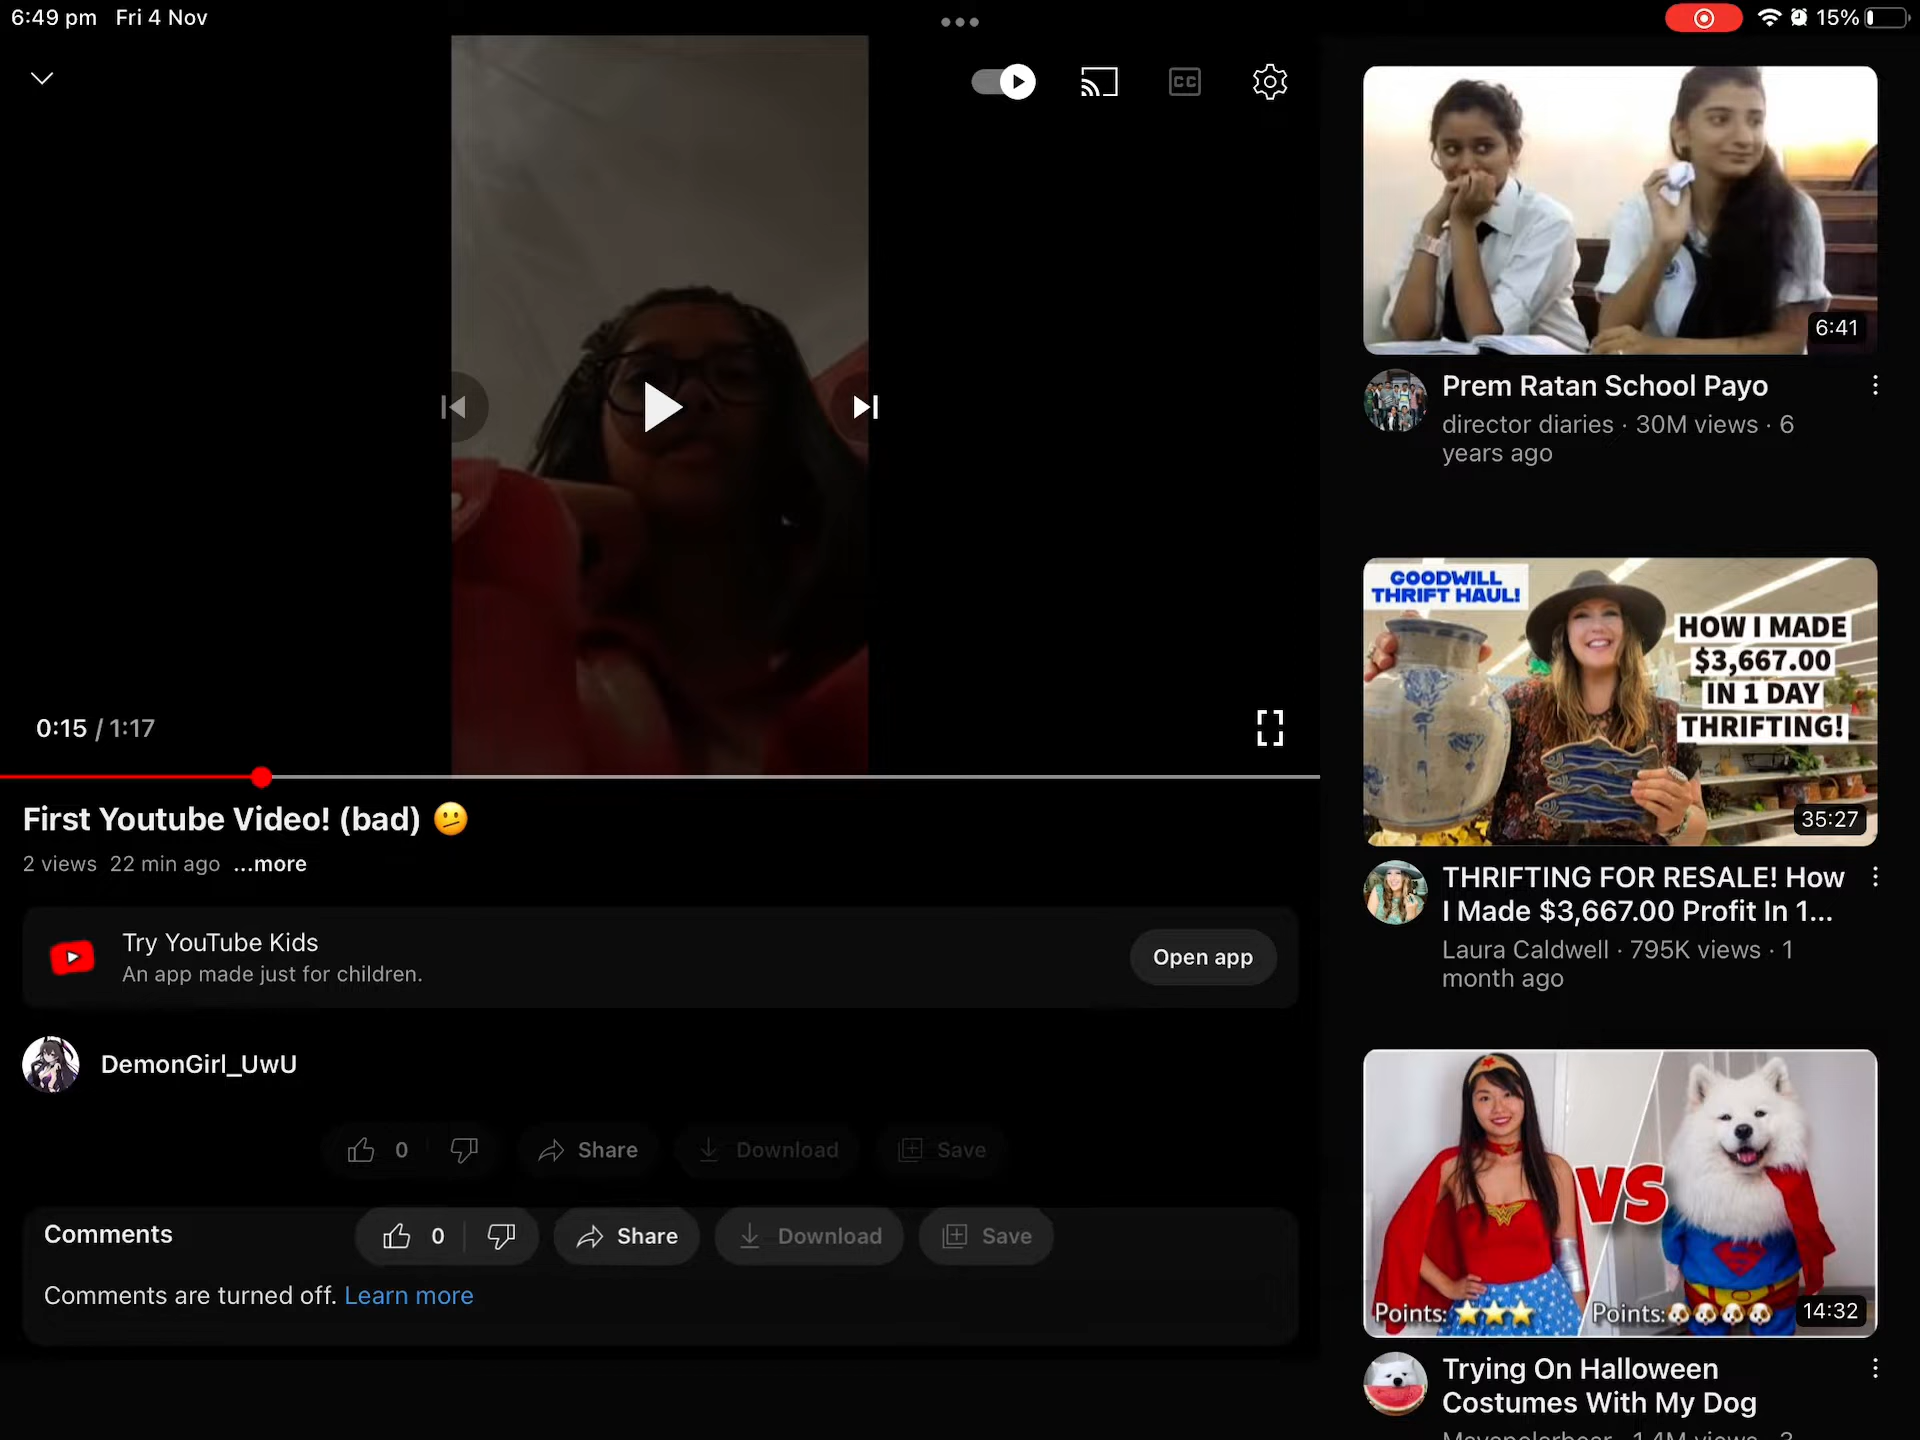 6:49 pm Fri 4 Nov
15%
CC
0:15 / 1:17
First Youtube Video! (bad) 🫤
2 views 22 min ago ...more
Try YouTube Kids
An app made just for children.
Open app
DemonGirl_UwU
0 Share Download Save
Comments
0 Share Download Save
Comments are turned off. Learn more
6:41
Prem Ratan School Payo
director diaries · 30M views · 6
years ago
GOODWILL
THRIFT HAUL!
HOW I MADE
$3,667.00
IN 1 DAY
THRIFTING!
35:27
THRIFTING FOR RESALE! How
I Made $3,667.00 Profit In 1...
Laura Caldwell · 795K views · 1
month ago
VS
Points: ⭐⭐⭐
Points:🐶🐶🐶🐶
14:32
Trying On Halloween
Costumes With My Dog